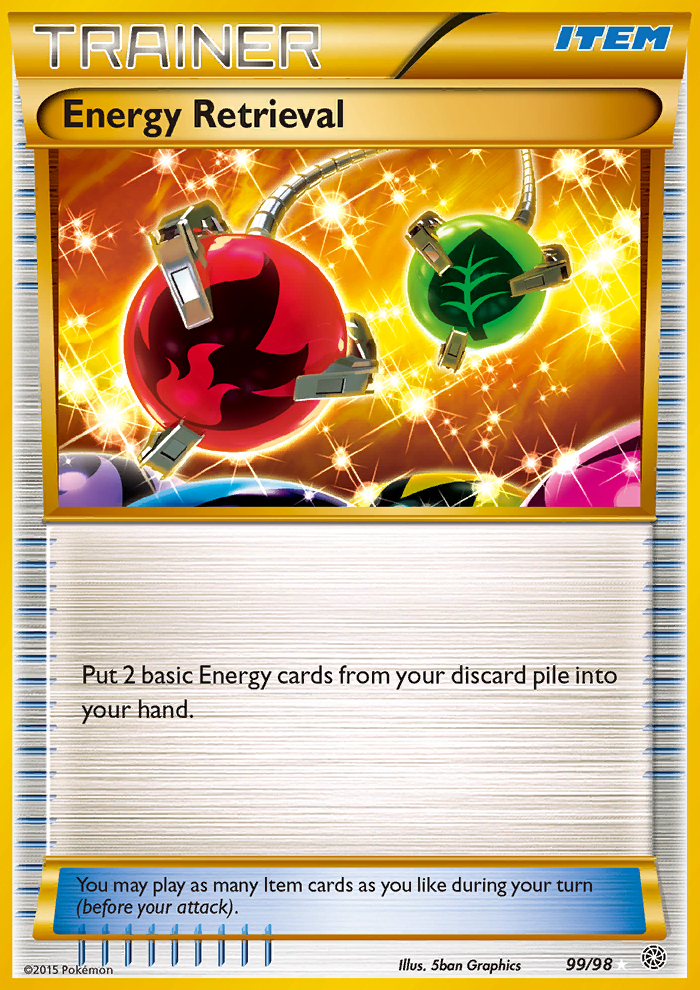 TRAINER
ITEM
Energy Retrieval
Put 2 basic Energy cards from your discard pile into
your hand.
You may play as many Item cards as you like during your turn
(before your attack).
©2015 Pokémon
Illus. 5ban Graphics
99/98